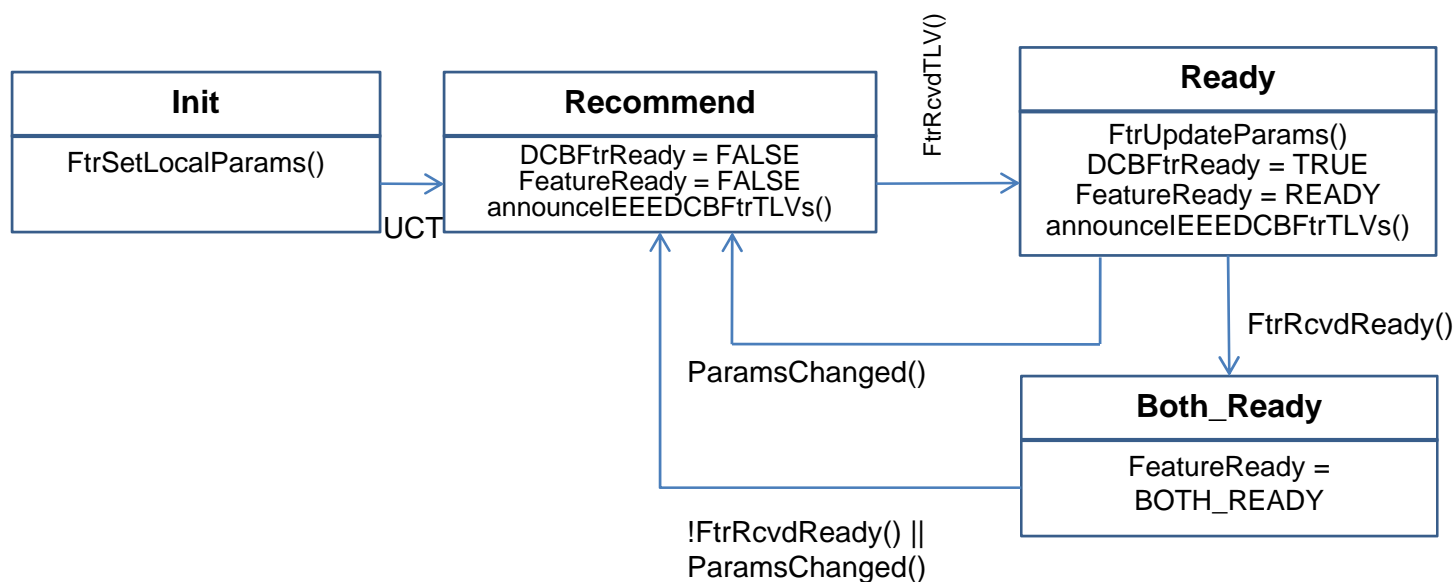 Init
FtrSetLocalParams()
UCT
Recommend
DCBFtrReady = FALSE
FeatureReady = FALSE
announceIEEEDCBFtrTLVs()
FtrRcvdTLV()
Ready
FtrUpdateParams()
DCBFtrReady = TRUE
FeatureReady = READY
announceIEEEDCBFtrTLVs()
FtrRcvdReady()
ParamsChanged()
Both_Ready
FeatureReady =
BOTH_READY
!FtrRcvdReady() ||
ParamsChanged()